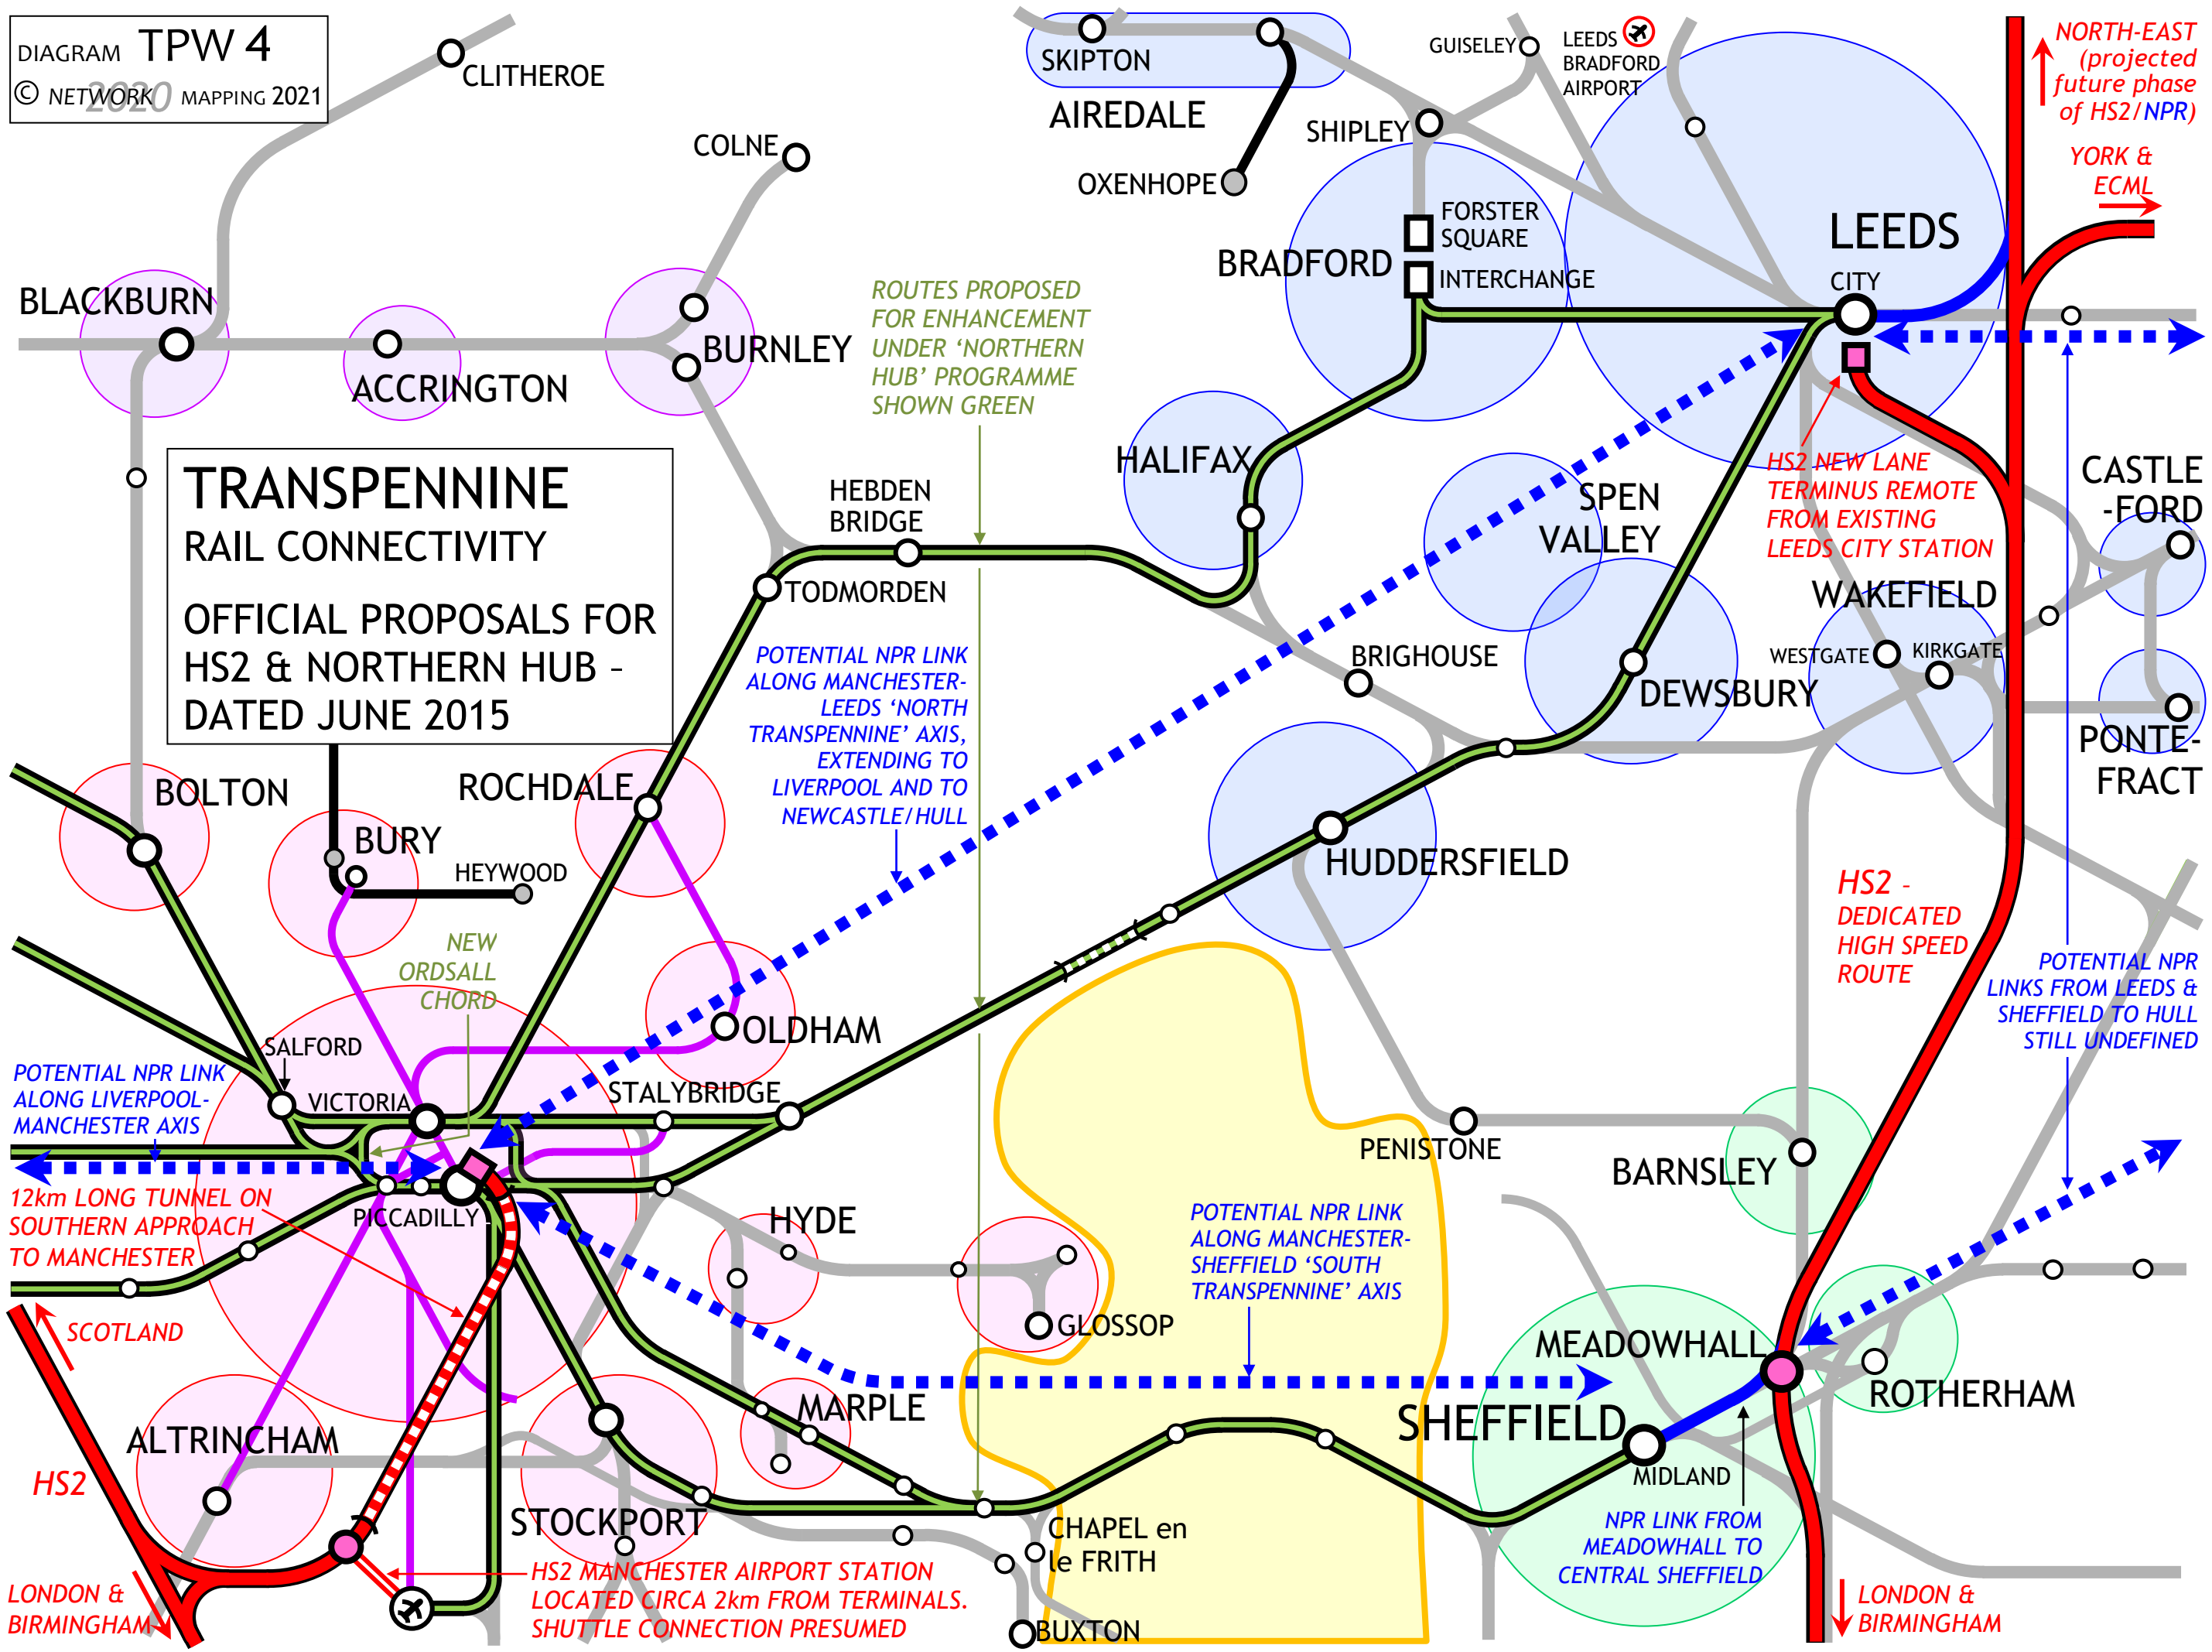 DIAGRAM TPW 4
© NETWORK 2020 MAPPING 2021
CLITHEROE
COLNE
SKIPTON
AIREDALE
OXENHOPE
SHIPLEY
GUISELEY
LEEDS
BRADFORD
AIRPORT
NORTH-EAST
(projected
future phase
of HS2/NPR)
YORK &
ECML
FORSTER
SQUARE
BRADFORD
INTERCHANGE
LEEDS
CITY
BLACKBURN
ACCRINGTON
BURNLEY
ROUTES PROPOSED
FOR ENHANCEMENT
UNDER ‘NORTHERN
HUB’ PROGRAMME
SHOWN GREEN
TRANSPENNINE
RAIL CONNECTIVITY
OFFICIAL PROPOSALS FOR
HS2 & NORTHERN HUB –
DATED JUNE 2015
HEBDEN
BRIDGE
TODMORDEN
HALIFAX
SPEN
VALLEY
HS2 NEW LANE
TERMINUS REMOTE
FROM EXISTING
LEEDS CITY STATION
CASTLE
-FORD
WAKEFIELD
WESTGATE
KIRKGATE
BRIGHOUSE
DEWSBURY
PONTE-
FRACT
POTENTIAL NPR LINK
ALONG MANCHESTER-
LEEDS ‘NORTH
TRANSPENNINE’ AXIS,
EXTENDING TO
LIVERPOOL AND TO
NEWCASTLE/HULL
BOLTON
BURY
HEYWOOD
ROCHDALE
HUDDERSFIELD
HS2 -
DEDICATED
HIGH SPEED
ROUTE
NEW
ORDSALL
CHORD
OLDHAM
POTENTIAL NPR
LINKS FROM LEEDS &
SHEFFIELD TO HULL
STILL UNDEFINED
SALFORD
VICTORIA
STALYBRIDGE
POTENTIAL NPR LINK
ALONG LIVERPOOL-
MANCHESTER AXIS
PENISTONE
BARNSLEY
12km LONG TUNNEL ON
SOUTHERN APPROACH
TO MANCHESTER
PICCADILLY
HYDE
GLOSSOP
POTENTIAL NPR LINK
ALONG MANCHESTER-
SHEFFIELD ‘SOUTH
TRANSPENNINE’ AXIS
SCOTLAND
MEADOWHALL
ROTHERHAM
SHEFFIELD
MIDLAND
MARPLE
ALTRINCHAM
HS2
STOCKPORT
CHAPEL en
le FRITH
NPR LINK FROM
MEADOWHALL TO
CENTRAL SHEFFIELD
HS2 MANCHESTER AIRPORT STATION
LOCATED CIRCA 2km FROM TERMINALS.
SHUTTLE CONNECTION PRESUMED
LONDON &
BIRMINGHAM
BUXTON
LONDON &
BIRMINGHAM